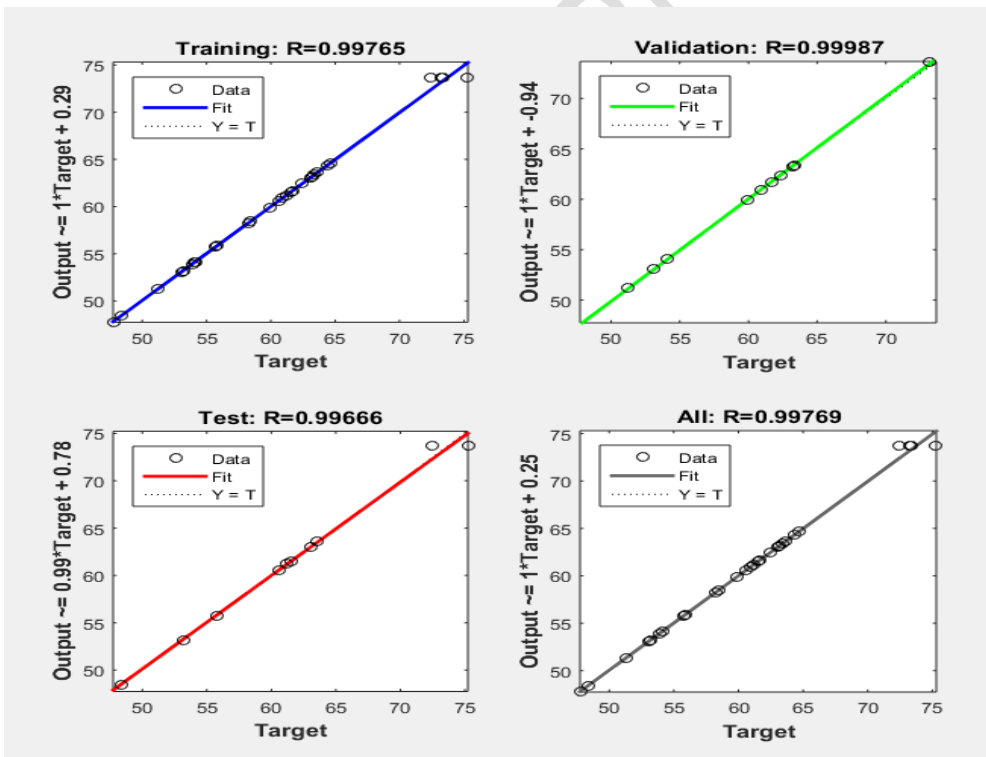 Training: R=0.99765
Output ~= 1*Target + 0.29
75
70
65
60
55
50
Data
Fit
Y = T
50 55 60 65 70 75
Target
Validation: R=0.99987
Output ~= 1*Target + -0.94
70
65
60
55
50
Data
Fit
Y = T
50 55 60 65 70
Target
Test: R=0.99666
Output ~= 0.99*Target + 0.78
75
70
65
60
55
50
Data
Fit
Y = T
50 55 60 65 70 75
Target
All: R=0.99769
Output ~= 1*Target + 0.25
75
70
65
60
55
50
Data
Fit
Y = T
50 55 60 65 70 75
Target